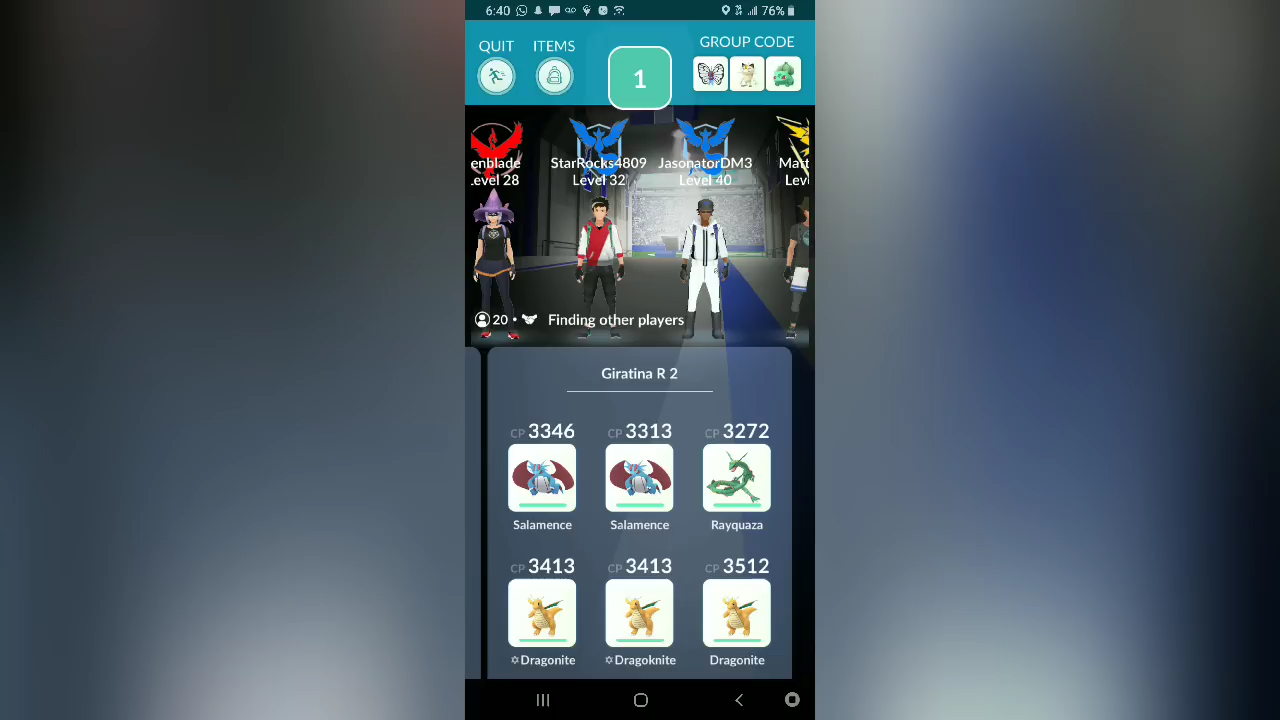 6:40 76%
QUIT ITEMS GROUP CODE
1
enblade StarRocks4809 JasonatorDM3 Matt
Level 28 Level 32 Level 40 Lev
20 • Finding other players
Giratina R 2
CP 3346 CP 3313 CP 3272
Salamence Salamence Rayquaza
CP 3413 CP 3413 CP 3512
✡Dragonite ✡Dragoknite Dragonite